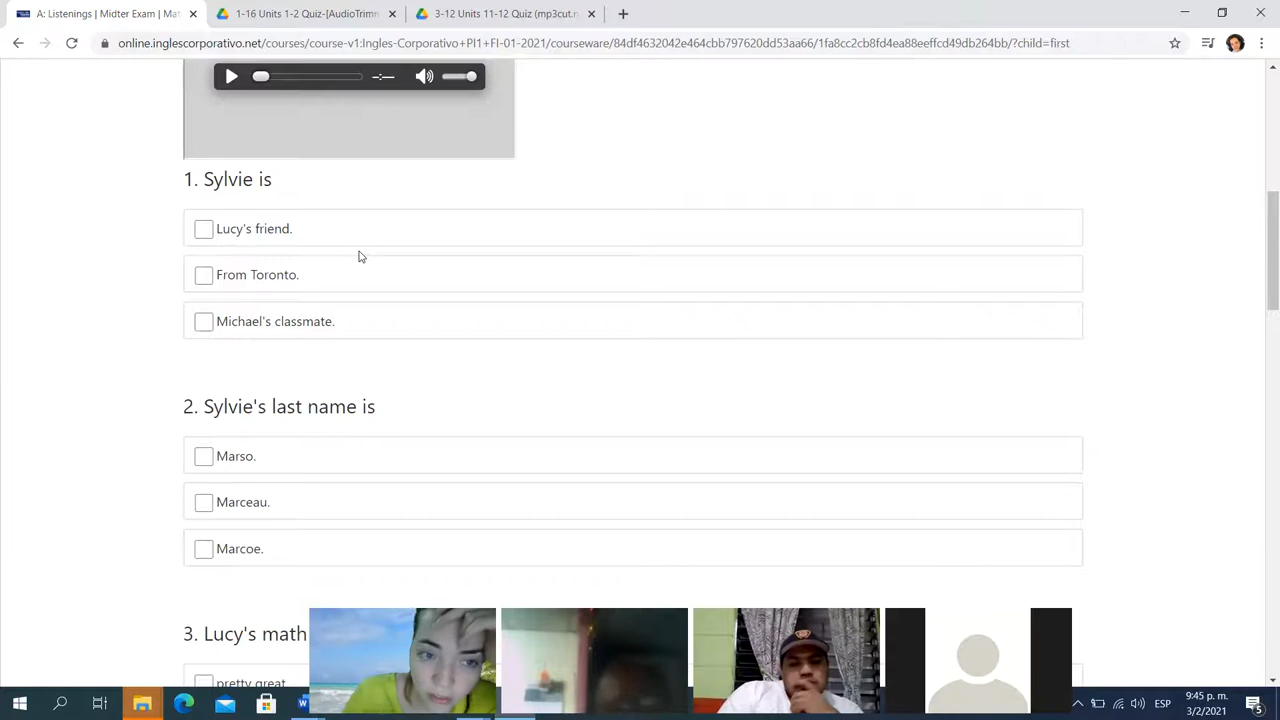 A: Listenings | Midter Exam | Mat
1-16 Units 1-2 Quiz-[AudioTrimm
3-12 Units 11-12 Quiz (mp3cut.n
online.inglescorporativo.net/courses/course-v1:Ingles-Corporativo+PI1+FI-01-2021/courseware/84df4632042e464cbb797620dd53aa66/1fa8cc2cb8fd4ea88eeffcd49db264bb/?child=first
-:--
1. Sylvie is
Lucy's friend.
From Toronto.
Michael's classmate.
2. Sylvie's last name is
Marso.
Marceau.
Marcoe.
3. Lucy's math
pretty great
ESP
9:45 p. m.
3/2/2021
5